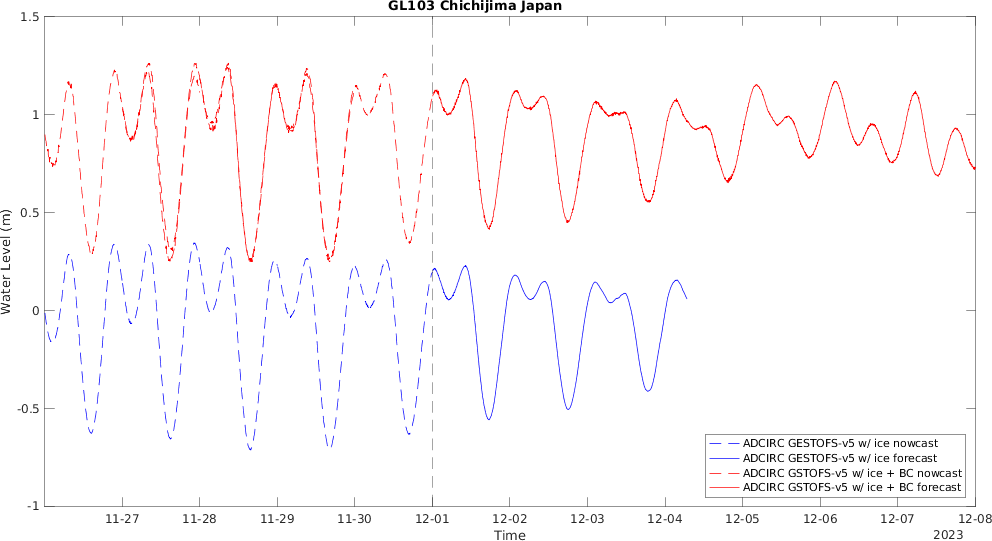 GL103 Chichijima Japan
1.5
1
0.5
0
-0.5
-1
Water Level (m)
11-27 11-28 11-29 11-30 12-01 12-02 12-03 12-04 12-05 12-06 12-07 12-08
Time
2023
ADCIRC GESTOFS-v5 w/ ice nowcast
ADCIRC GESTOFS-v5 w/ ice forecast
ADCIRC GSTOFS-v5 w/ ice + BC nowcast
ADCIRC GSTOFS-v5 w/ ice + BC forecast